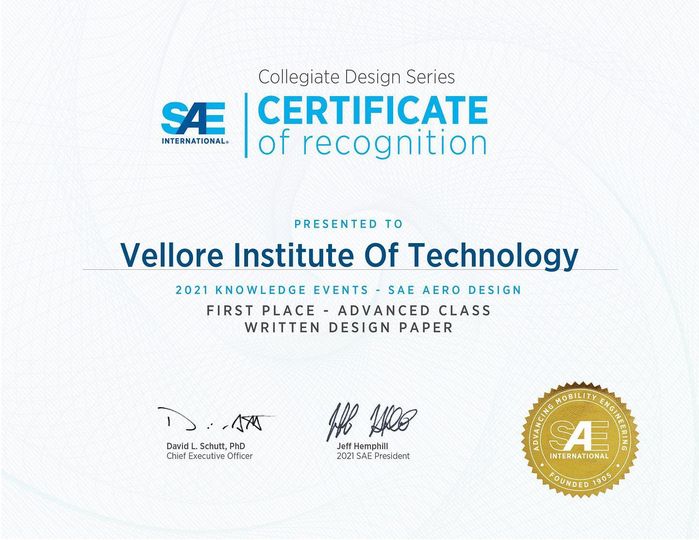 Collegiate Design Series
SAE
INTERNATIONAL®
CERTIFICATE
of recognition
PRESENTED TO
Vellore Institute Of Technology
2021 KNOWLEDGE EVENTS - SAE AERO DESIGN
FIRST PLACE - ADVANCED CLASS
WRITTEN DESIGN PAPER
David L. Schutt, PhD
Chief Executive Officer
Jeff Hemphill
2021 SAE President
ADVANCING MOBILITY ENGINEERING
SAE
INTERNATIONAL
FOUNDED 1905